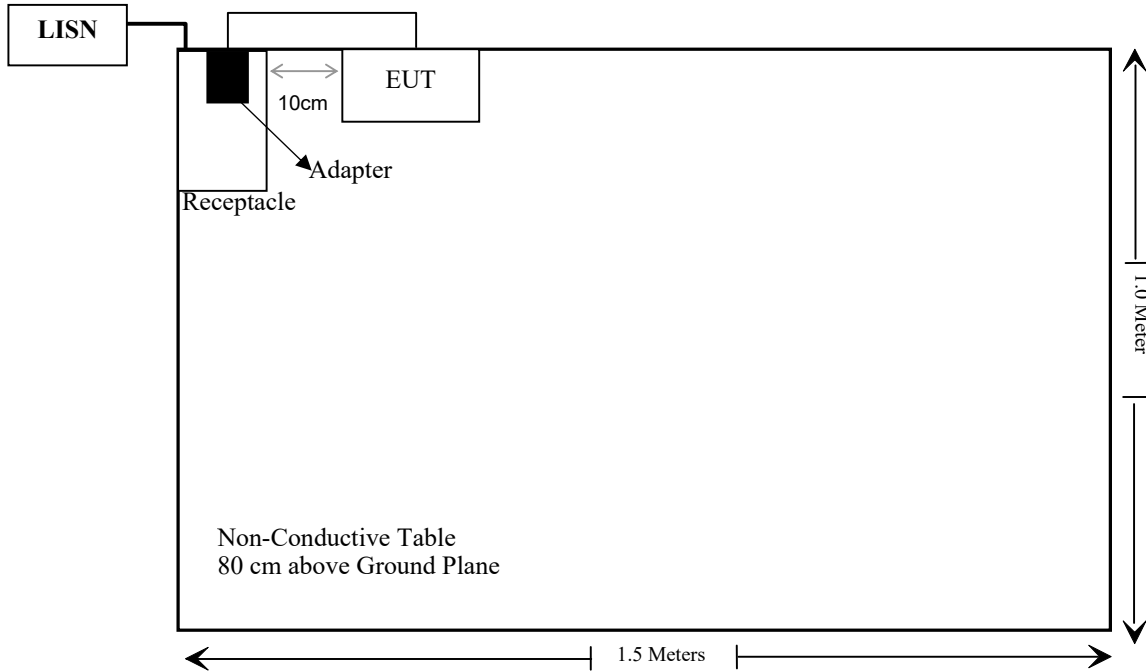 LISN
EUT
10cm
Adapter
Receptacle
1.0 Meter
Non-Conductive Table
80 cm above Ground Plane
1.5 Meters